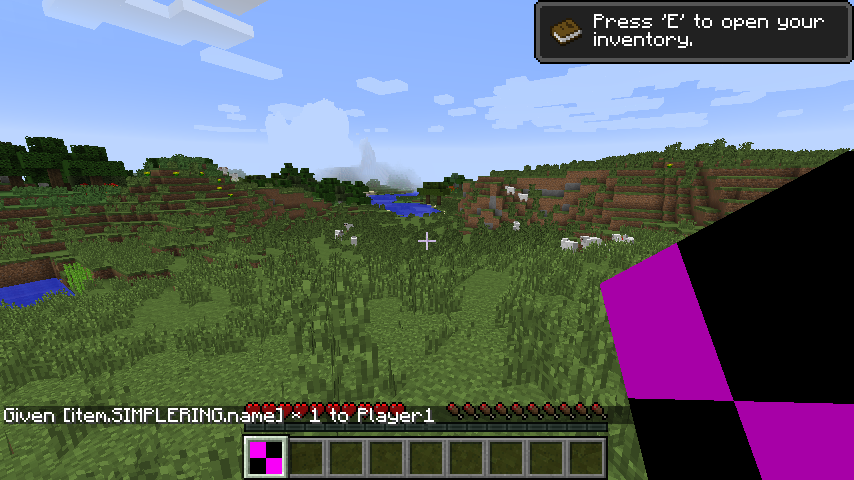 Press 'E' to open your
inventory.
Given [item.SIMPLERING.name] * 1 to Player1